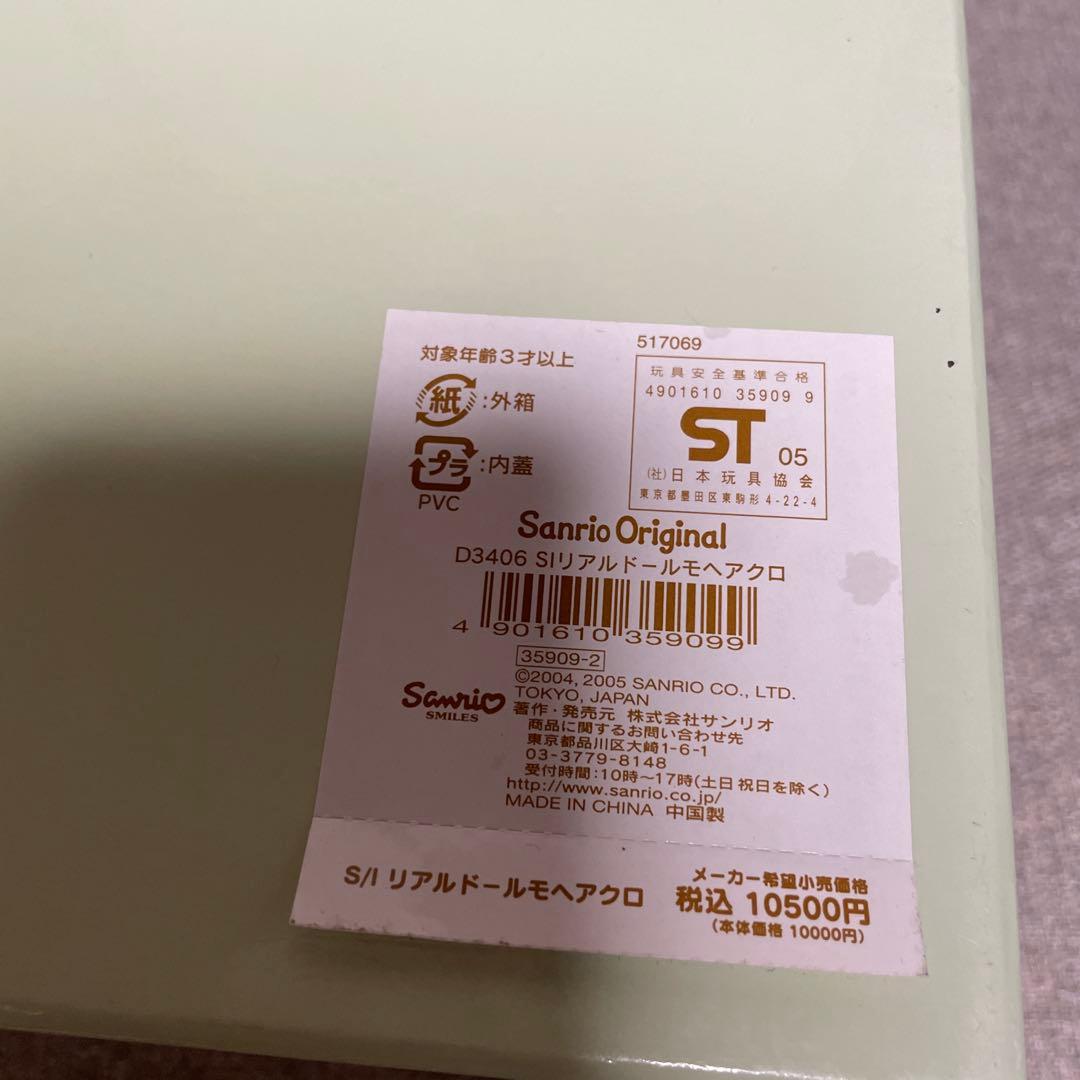 対象年齢3才以上
紙:外箱
プラ:内蓋
PVC
517069
玩具安全基準合格
4901610 35909 9
ST 05
(社)日本玩具協会
東京都墨田区東駒形4-22-4
Sanrio Original
D3406 SIリアルドールモヘアクロ
4 901610 359099
35909-2
©2004, 2005 SANRIO CO., LTD.
TOKYO, JAPAN
Sanrio
SMILES
著作・発売元 株式会社サンリオ
商品に関するお問い合わせ先
東京都品川区大崎1-6-1
03-3779-8148
受付時間:10時〜17時(土日祝日を除く)
http://www.sanrio.co.jp/
MADE IN CHINA 中国製
S/I リアルドールモヘアクロ
メーカー希望小売価格
税込 10500円
(本体価格 10000円)